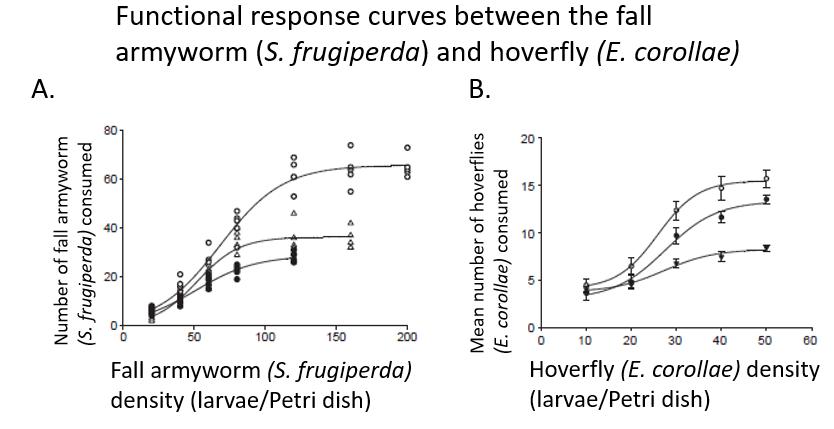 Functional response curves between the fall
armyworm (S. frugiperda) and hoverfly (E. corollae)
A.
B.
Number of fall armyworm
(S. frugiperda) consumed
80
60
40
20
0
0 50 100 150 200
Fall armyworm (S. frugiperda)
density (larvae/Petri dish)
Mean number of hoverflies
(E. corollae) consumed
20
15
10
5
0
0 10 20 30 40 50 60
Hoverfly (E. corollae) density
(larvae/Petri dish)